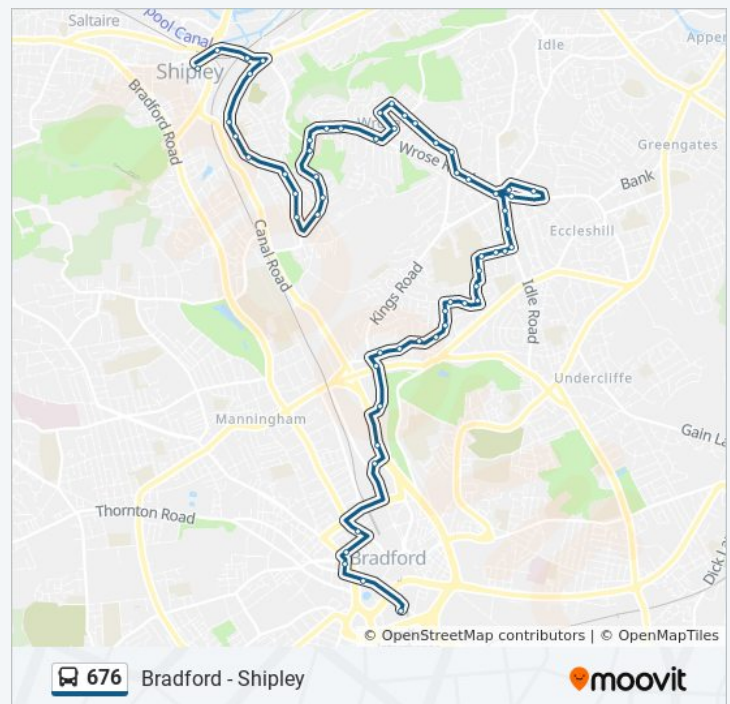 Saltaire
pool Canal
Idle
Apper
Shipley
Bradford Road
Greengates
Wrose R
Bank
Eccleshill
Canal Road
Kings Road
Idle Road
Undercliffe
Manningham
Gain La
Thornton Road
Bradford
Dick La
© OpenStreetMap contributors | © OpenMapTiles
676 Bradford - Shipley
moovit